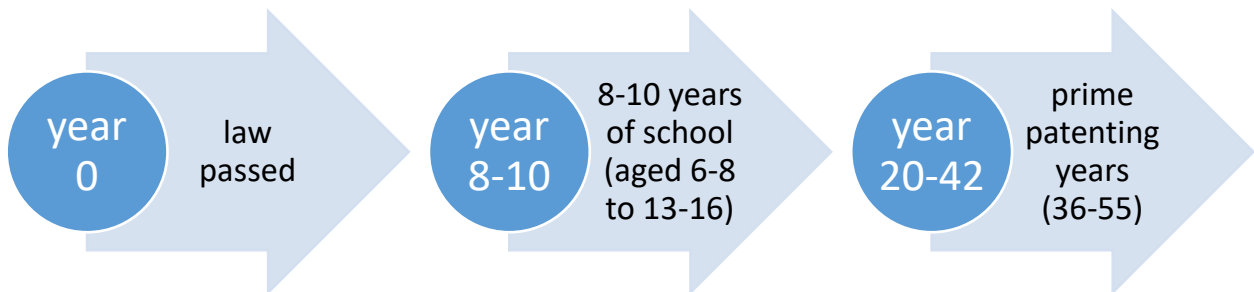 year
0
law
passed
year
8-10
8-10 years
of school
(aged 6-8
to 13-16)
year
20-42
prime
patenting
years
(36-55)